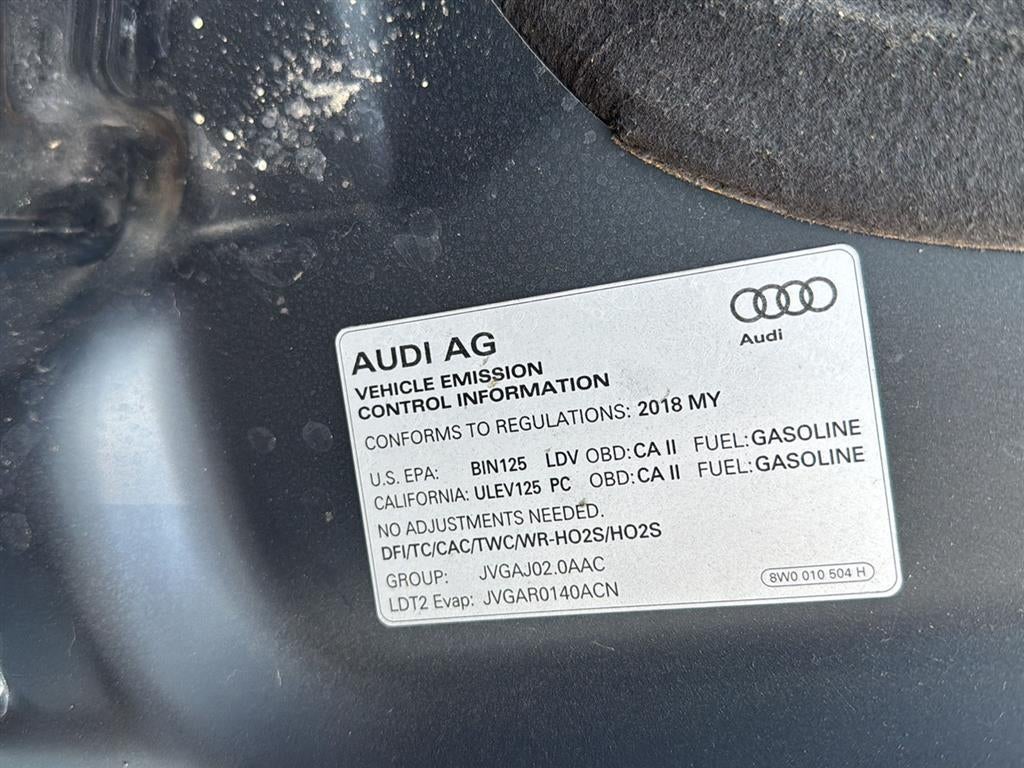 Audi
AUDI AG
VEHICLE EMISSION
CONTROL INFORMATION
CONFORMS TO REGULATIONS: 2018 MY
U.S. EPA: BIN125 LDV OBD:CA II FUEL:GASOLINE
CALIFORNIA: ULEV125 PC OBD:CA II FUEL:GASOLINE
NO ADJUSTMENTS NEEDED.
DFI/TC/CAC/TWC/WR-HO2S/HO2S
GROUP: JVGAJ02.0AAC
LDT2 Evap: JVGAR0140ACN
8W0 010 504 H